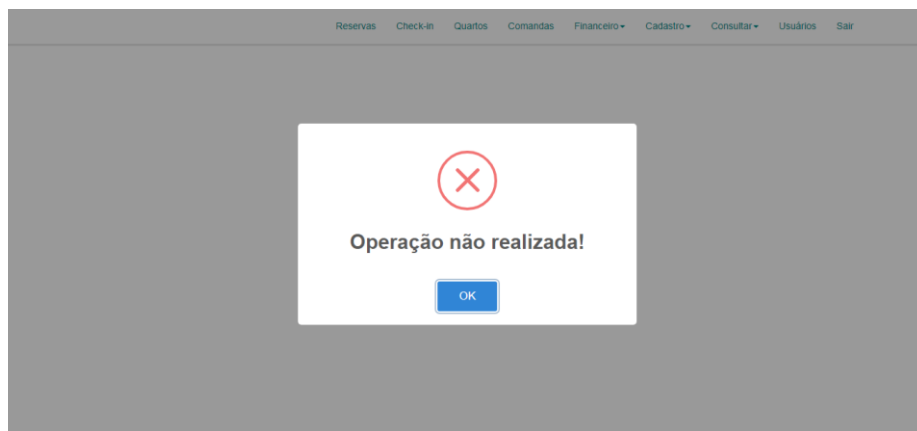 Reservas Check-in Quartos Comandas Financeiro Cadastro Consultar Usuários Sair
Operação não realizada!
OK